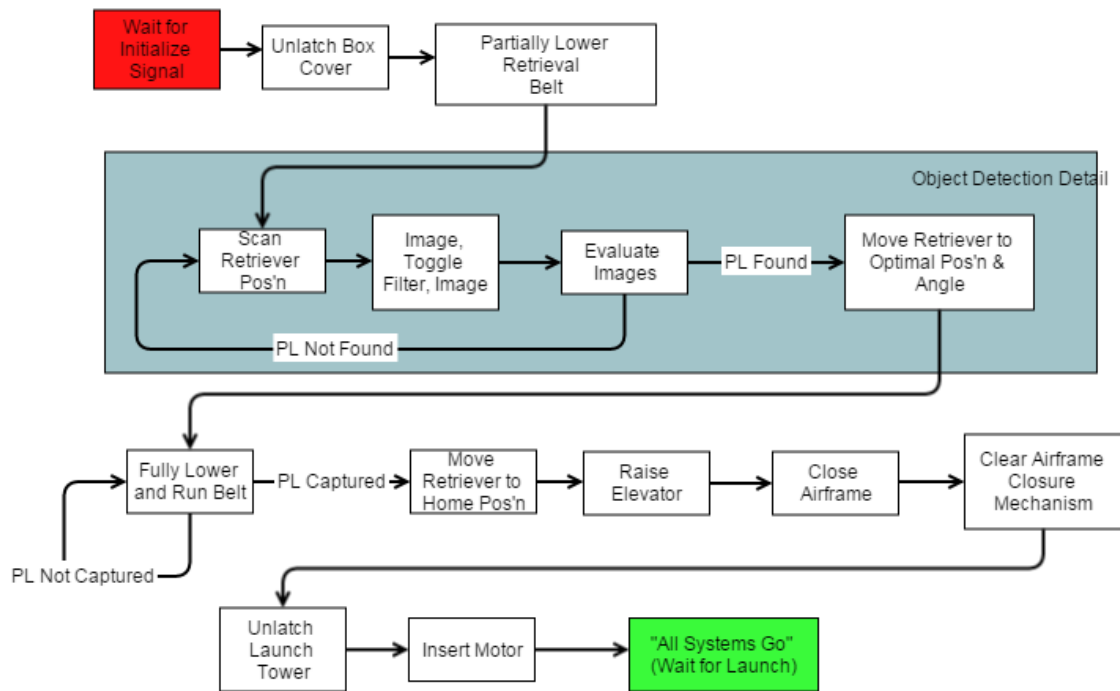 Wait for
Initialize
Signal
Unlatch Box
Cover
Partially Lower
Retrieval
Belt
Object Detection Detail
Scan
Retriever
Pos'n
Image,
Toggle
Filter, Image
Evaluate
Images
PL Found
Move Retriever to
Optimal Pos'n &
Angle
PL Not Found
Fully Lower
and Run Belt
PL Captured
Move
Retriever to
Home Pos'n
Raise
Elevator
Close
Airframe
Clear Airframe
Closure
Mechanism
PL Not Captured
Unlatch
Launch
Tower
Insert Motor
"All Systems Go"
(Wait for Launch)